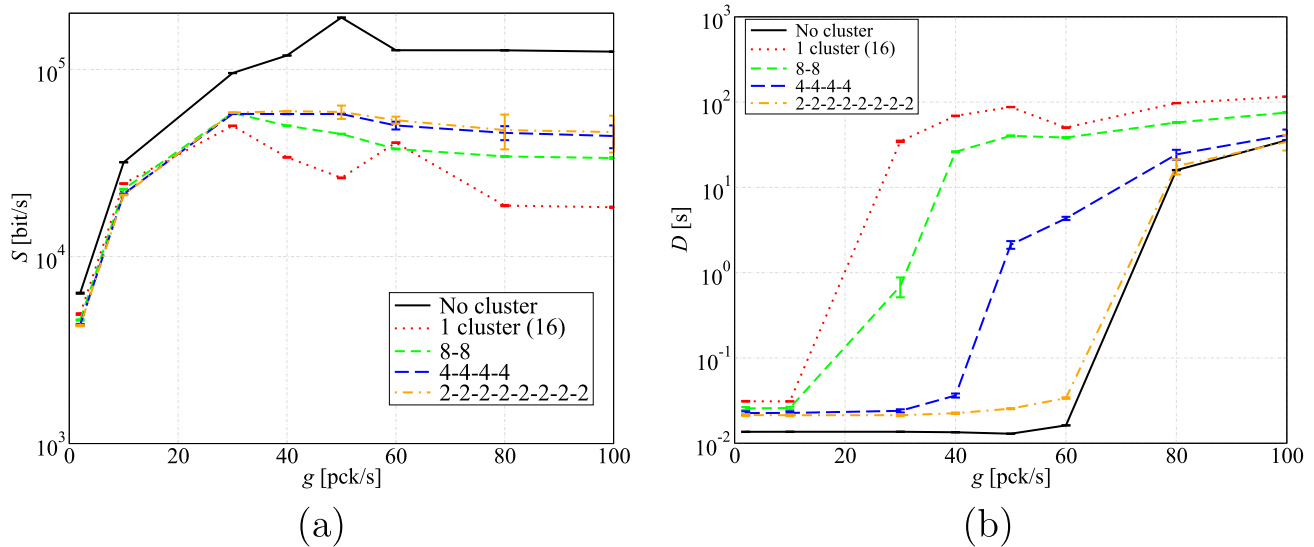 10^5
10^4
10^3
S [bit/s]
No cluster
1 cluster (16)
8-8
4-4-4-4
2-2-2-2-2-2-2-2
0 20 40 60 80 100
g [pck/s]
(a)
10^3
10^2
10^1
10^0
10^-1
10^-2
D [s]
No cluster
1 cluster (16)
8-8
4-4-4-4
2-2-2-2-2-2-2-2
0 20 40 60 80 100
g [pck/s]
(b)